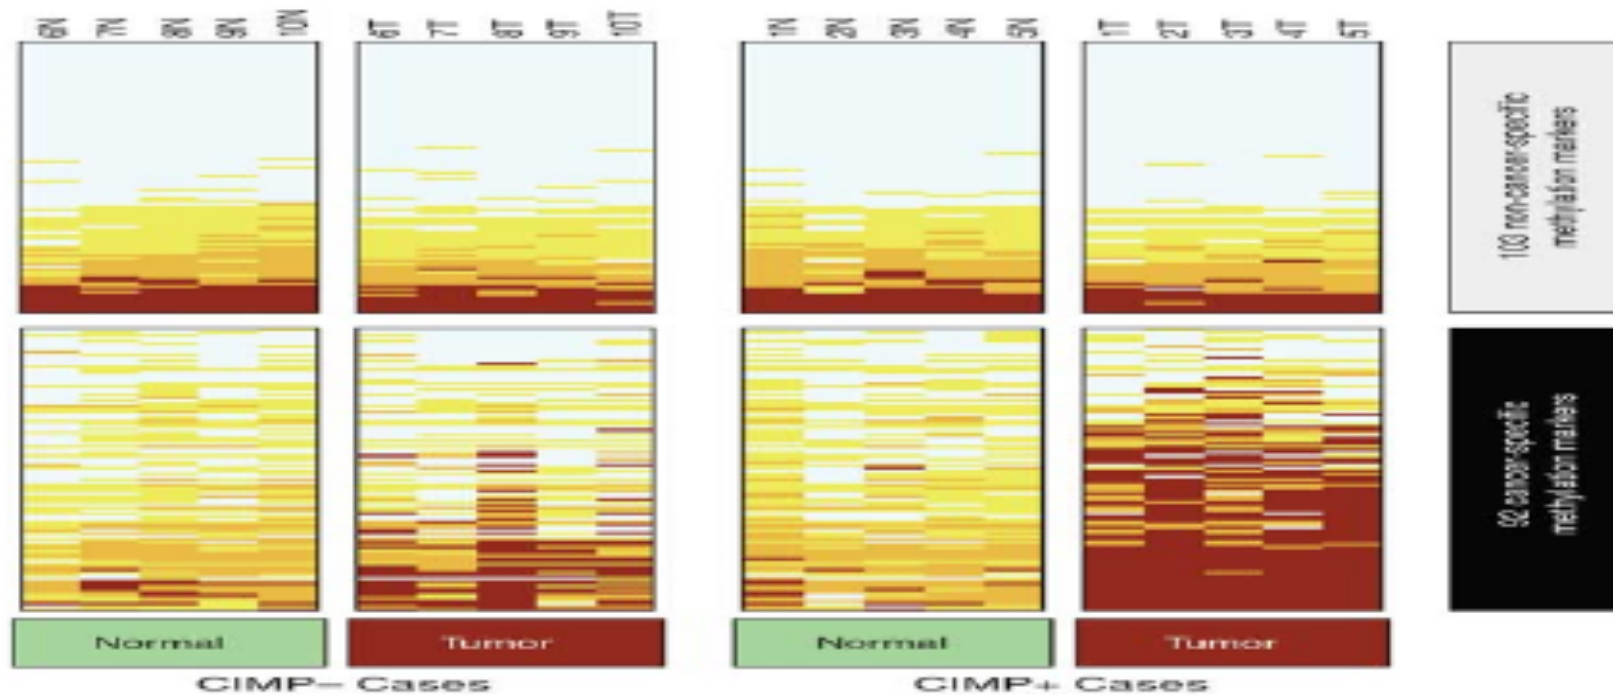 6N 7N 8N 9N 10N 6T 7T 8T 9T 10T 1N 2N 3N 4N 5N 1T 2T 3T 4T 5T
103 non-cancer-specific
methylation markers
92 cancer-specific
methylation markers
Normal Tumor Normal Tumor
CIMP– Cases CIMP+ Cases